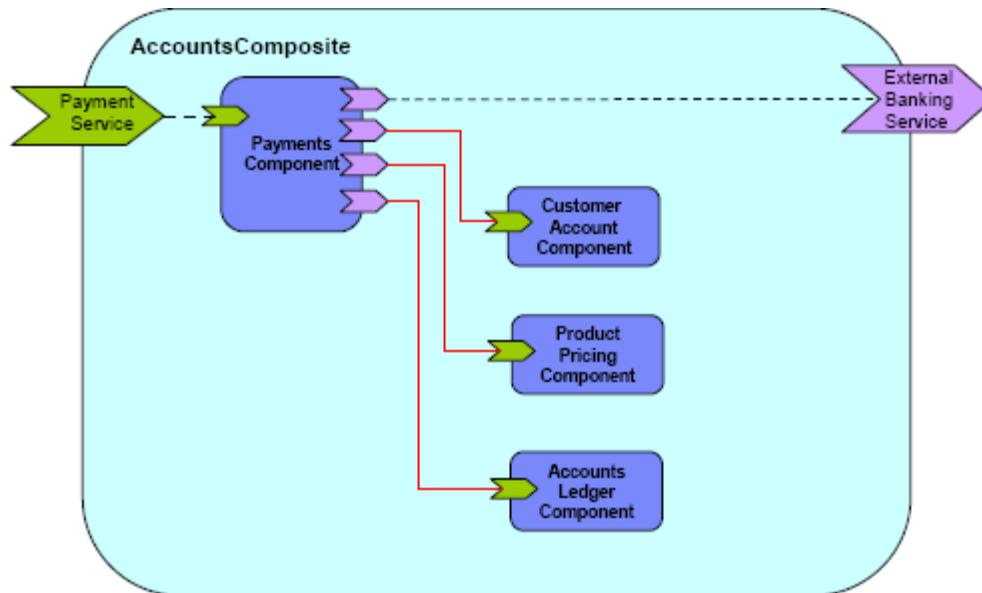 AccountsComposite
Payment
Service
External
Banking
Service
Payments
Component
Customer
Account
Component
Product
Pricing
Component
Accounts
Ledger
Component